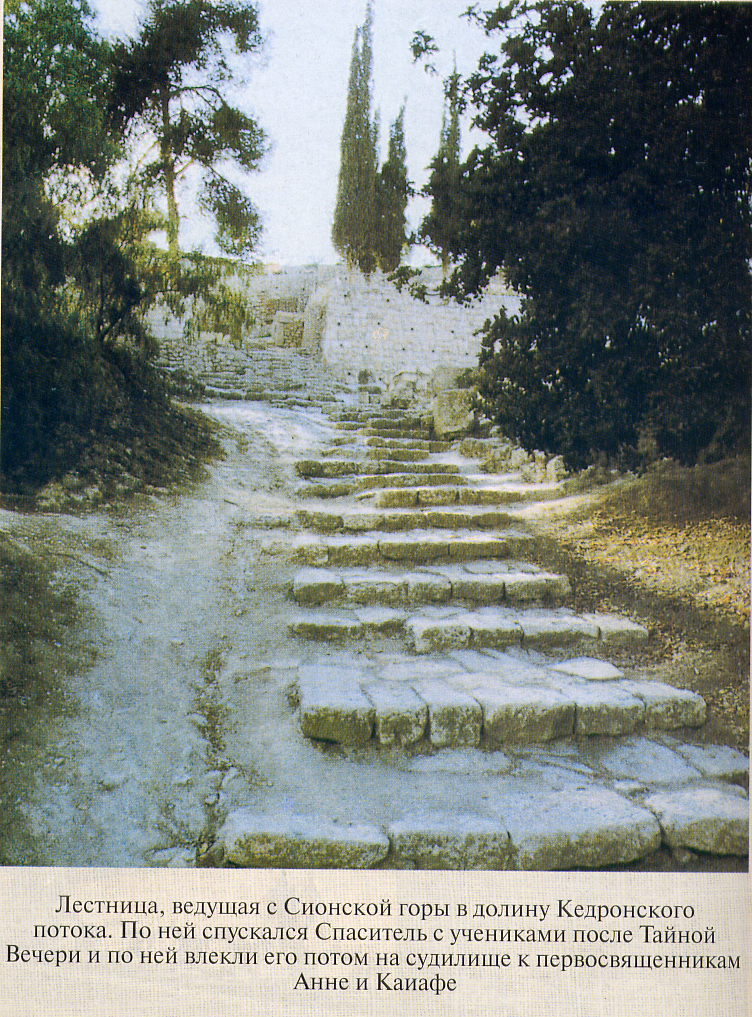 Лестница, ведущая с Сионской горы в долину Кедронского
потока. По ней спускался Спаситель с учениками после Тайной
Вечери и по ней влекли его потом на судилище к первосвященникам
Анне и Каиафе